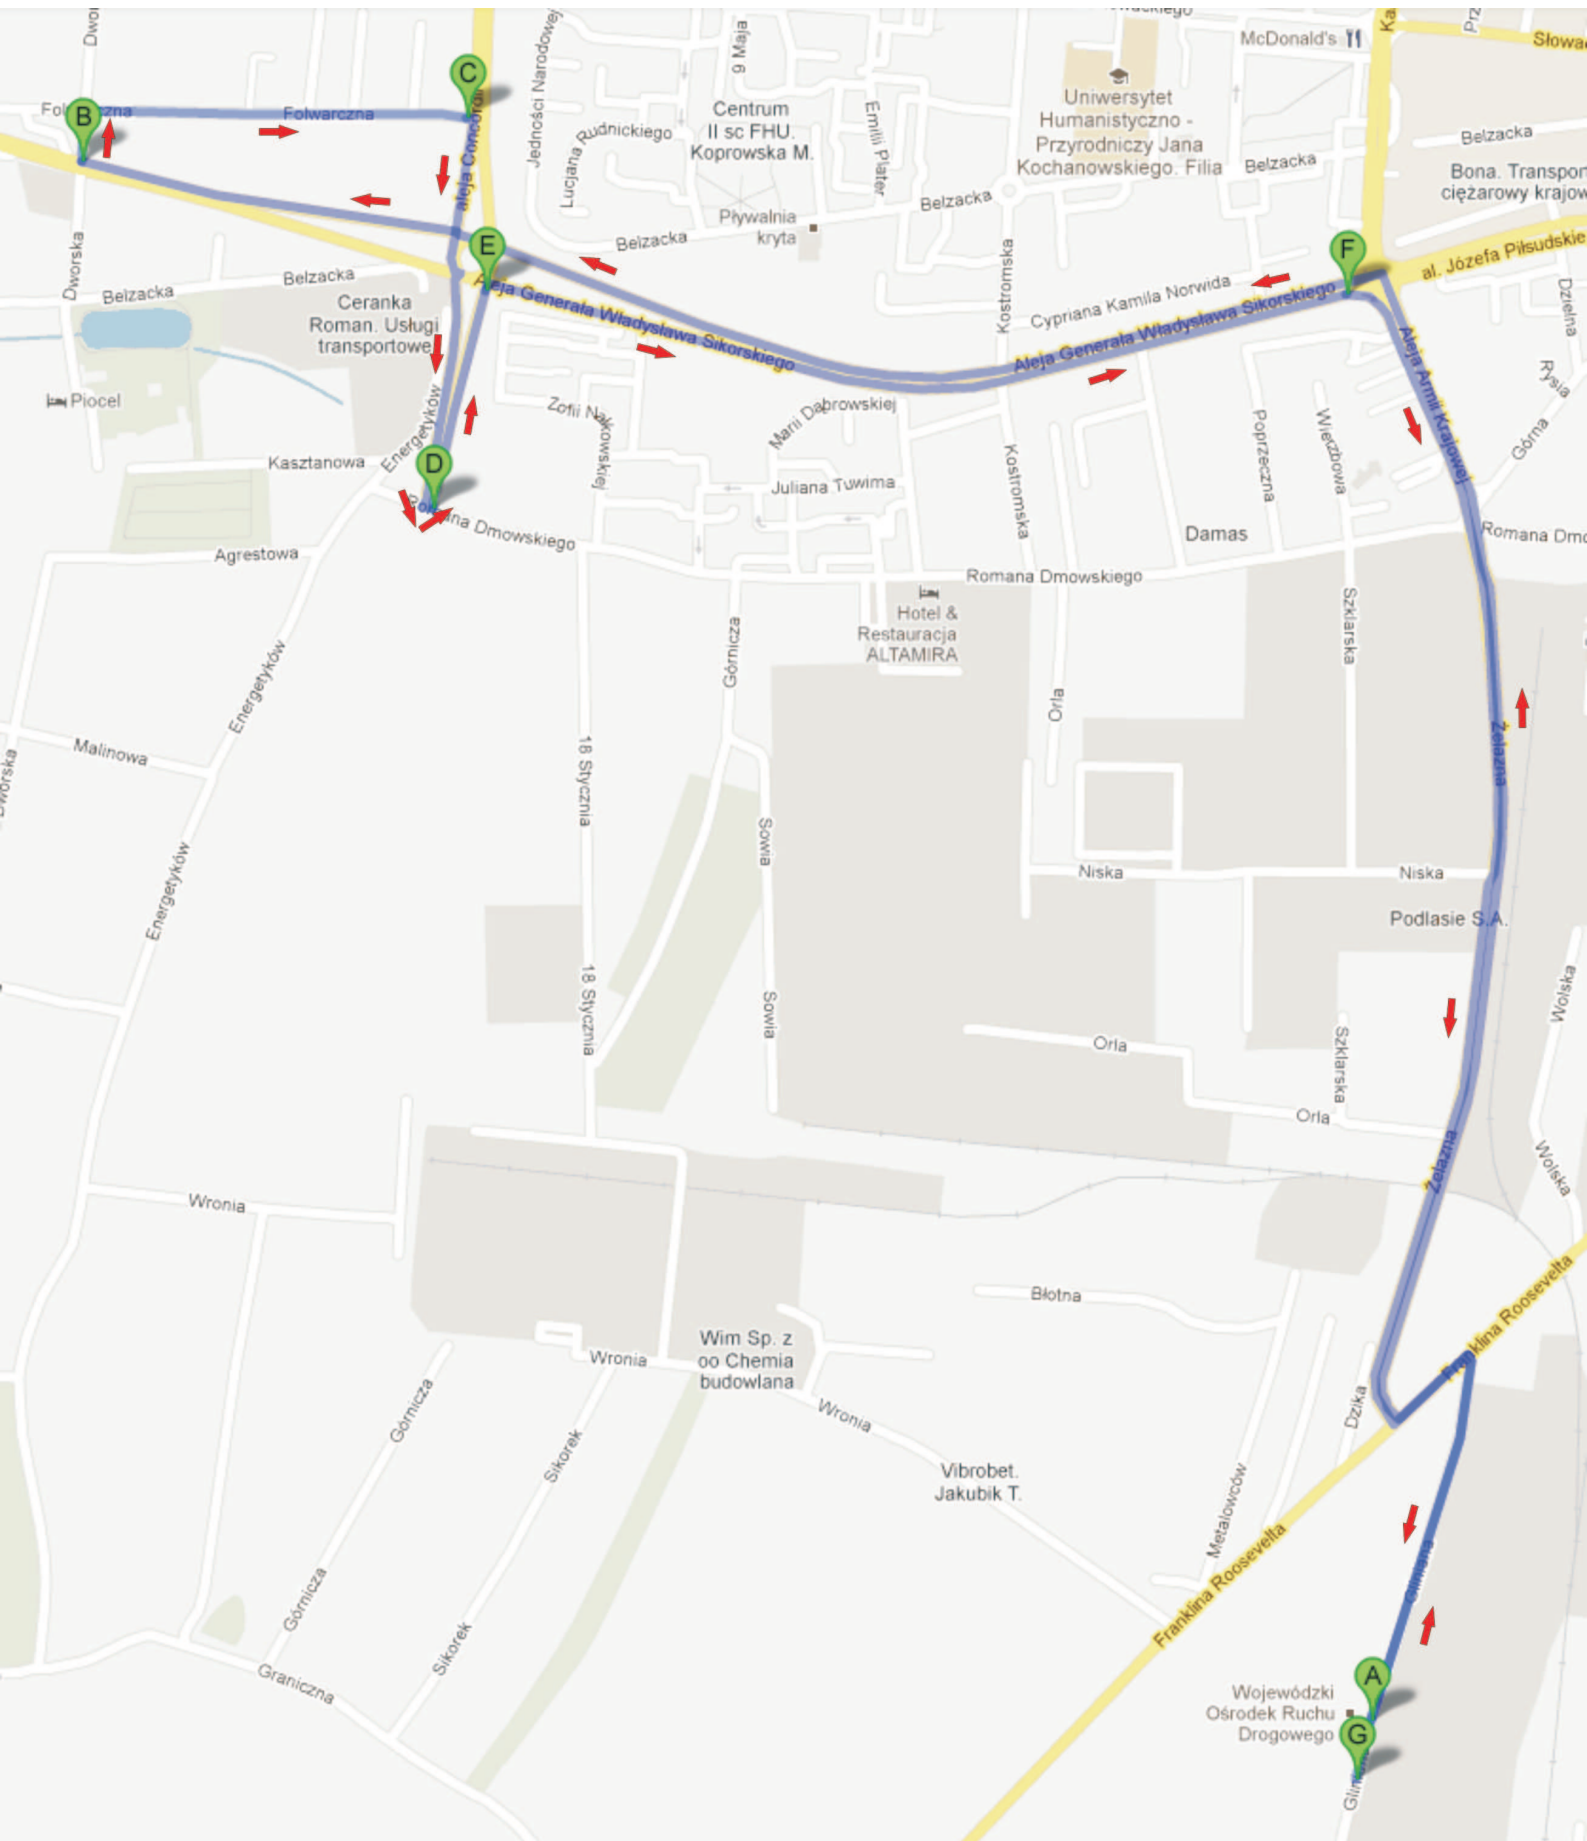 McDonald's
Słowa
Uniwersytet
Humanistyczno -
Przyrodniczy Jana
Kochanowskiego. Filia
Centrum
II sc FHU.
Koprowska M.
9 Maja
Jedności Narodowej
Lucjana Rudnickiego
Emilii Plater
Belzacka
Belzacka
Belzacka
Belzacka
Bona. Transport
ciężarowy krajow
Pływalnia
kryta
C
B
E
F
D
A
G
Folwarczna
aleja Concordii
Dworska
Belzacka
Belzacka
Ceranka
Roman. Usługi
transportowe
Piocel
Aleja Generała Władysława Sikorskiego
Aleja Generała Władysława Sikorskiego
Cypriana Kamila Norwida
al. Józefa Piłsudskie
Kostromska
Kostromska
Dzielna
Rysia
Górna
Aleja Armii Krajowej
Poprzeczna
Wierzbowa
Zofii Nałkowskiej
Marii Dąbrowskiej
Juliana Tuwima
Energetyków
Kasztanowa
Romana Dmowskiego
Romana Dmowskiego
Romana Dmo
Damas
Agrestowa
Hotel &
Restauracja
ALTAMIRA
Szklarska
Górnicza
Orla
Energetyków
Malinowa
Dworska
18 Stycznia
Żelazna
Sowia
Energetyków
Niska
Niska
Podlasie S.A.
18 Stycznia
Sowia
Wolska
Orla
Szklarska
Orla
Żelazna
Wolska
Wronia
Błotna
Franklina Roosevelta
Wim Sp. z
oo Chemia
budowlana
Wronia
Wronia
Górnicza
Sikorek
Dzika
Vibrobet.
Jakubik T.
Metalowców
Franklina Roosevelta
Gliniana
Górnicza
Sikorek
Graniczna
Wojewódzki
Ośrodek Ruchu
Drogowego